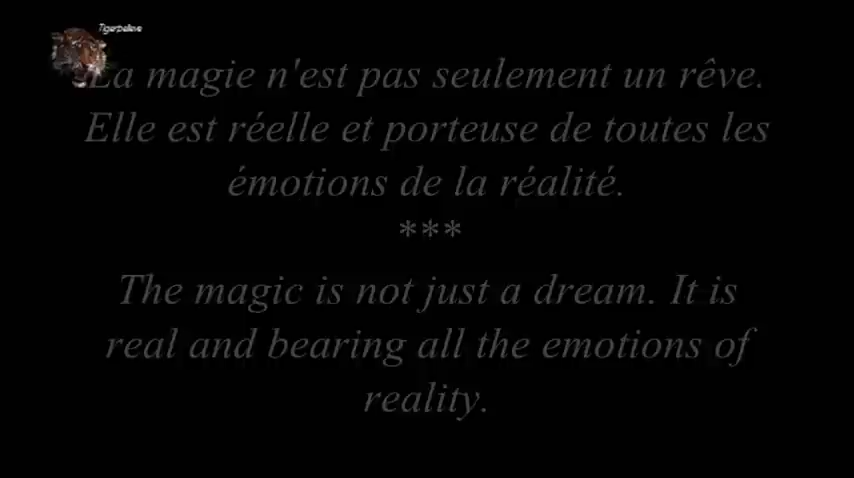 Tigerpelleve
La magie n'est pas seulement un rêve.
Elle est réelle et porteuse de toutes les
émotions de la réalité.
***
The magic is not just a dream. It is
real and bearing all the emotions of
reality.